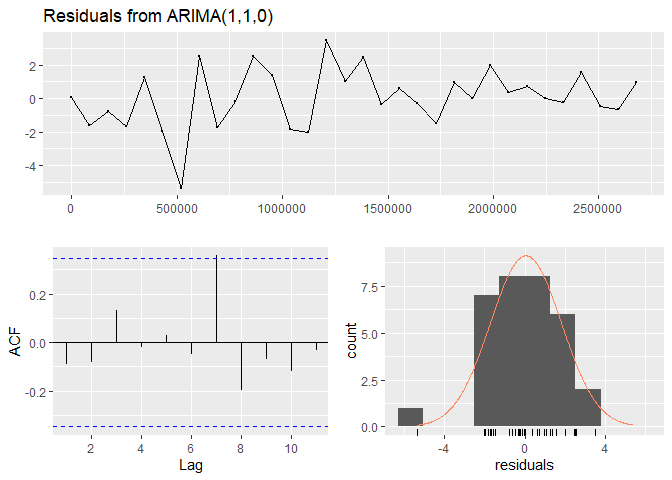 Residuals from ARIMA(1,1,0)
2
0
-2
-4
0 500000 1000000 1500000 2000000 2500000
ACF
0.2
0.0
-0.2
2 4 6 8 10
Lag
count
7.5
5.0
2.5
0.0
-4 0 4
residuals